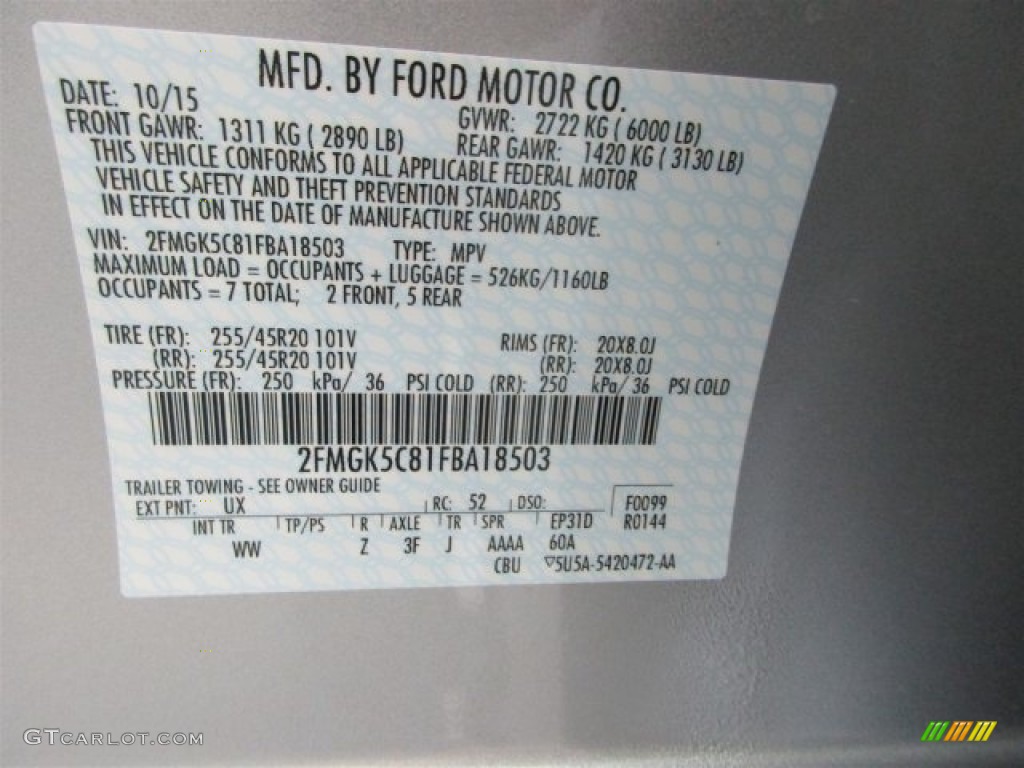 MFD. BY FORD MOTOR CO.
DATE: 10/15 GVWR: 2722 KG ( 6000 LB)
FRONT GAWR: 1311 KG ( 2890 LB) REAR GAWR: 1420 KG ( 3130 LB)
THIS VEHICLE CONFORMS TO ALL APPLICABLE FEDERAL MOTOR
VEHICLE SAFETY AND THEFT PREVENTION STANDARDS
IN EFFECT ON THE DATE OF MANUFACTURE SHOWN ABOVE.
VIN: 2FMGK5C81FBA18503 TYPE: MPV
MAXIMUM LOAD = OCCUPANTS + LUGGAGE = 526KG/1160LB
OCCUPANTS = 7 TOTAL; 2 FRONT, 5 REAR
TIRE (FR): 255/45R20 101V RIMS (FR): 20X8.0J
(RR): 255/45R20 101V (RR): 20X8.0J
PRESSURE (FR): 250 kPa/ 36 PSI COLD (RR): 250 kPa/ 36 PSI COLD
2FMGK5C81FBA18503
TRAILER TOWING - SEE OWNER GUIDE
EXT PNT: UX RC: 52 DSO: F0099
INT TR TP/PS R AXLE TR SPR EP31D R0144
WW Z 3F J AAAA 60A
CBU 5U5A-5420472-AA
GTCARLOT.COM